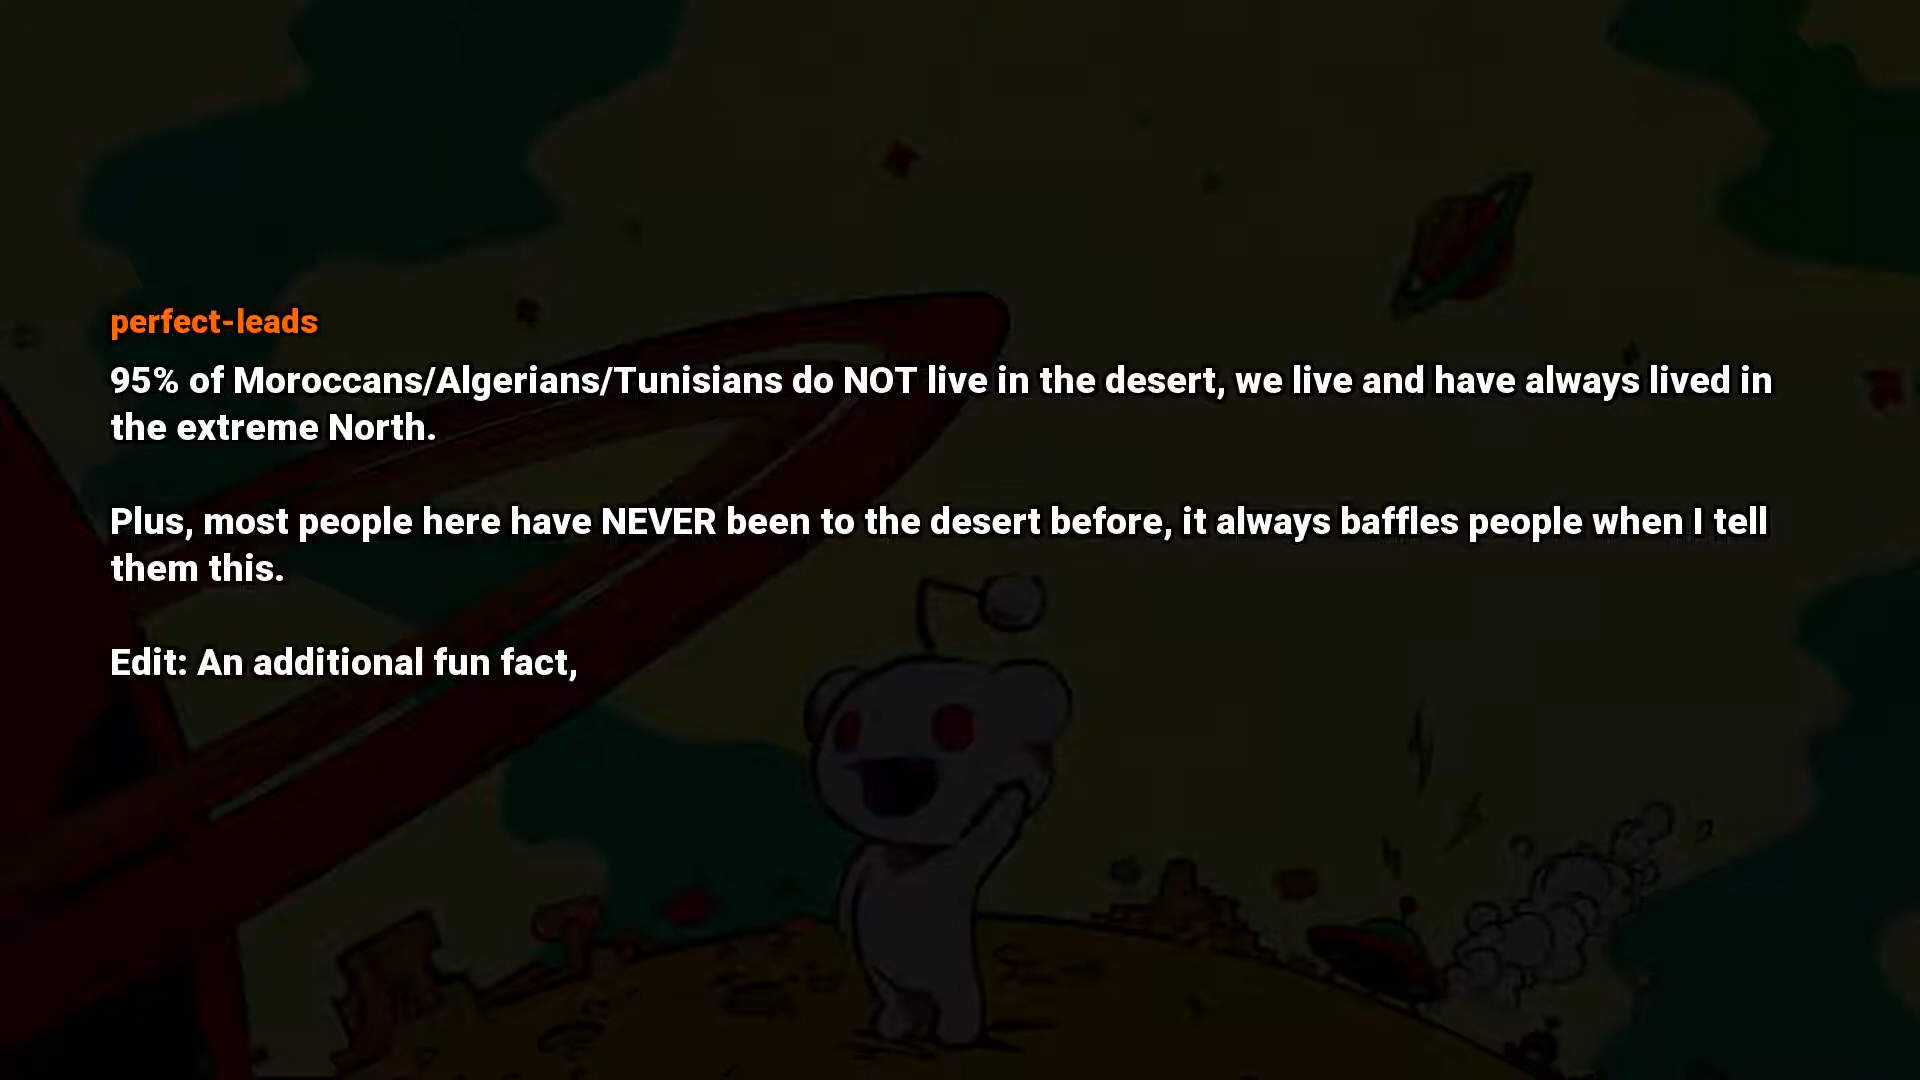 perfect-leads
95% of Moroccans/Algerians/Tunisians do NOT live in the desert, we live and have always lived in
the extreme North.
Plus, most people here have NEVER been to the desert before, it always baffles people when I tell
them this.
Edit: An additional fun fact,